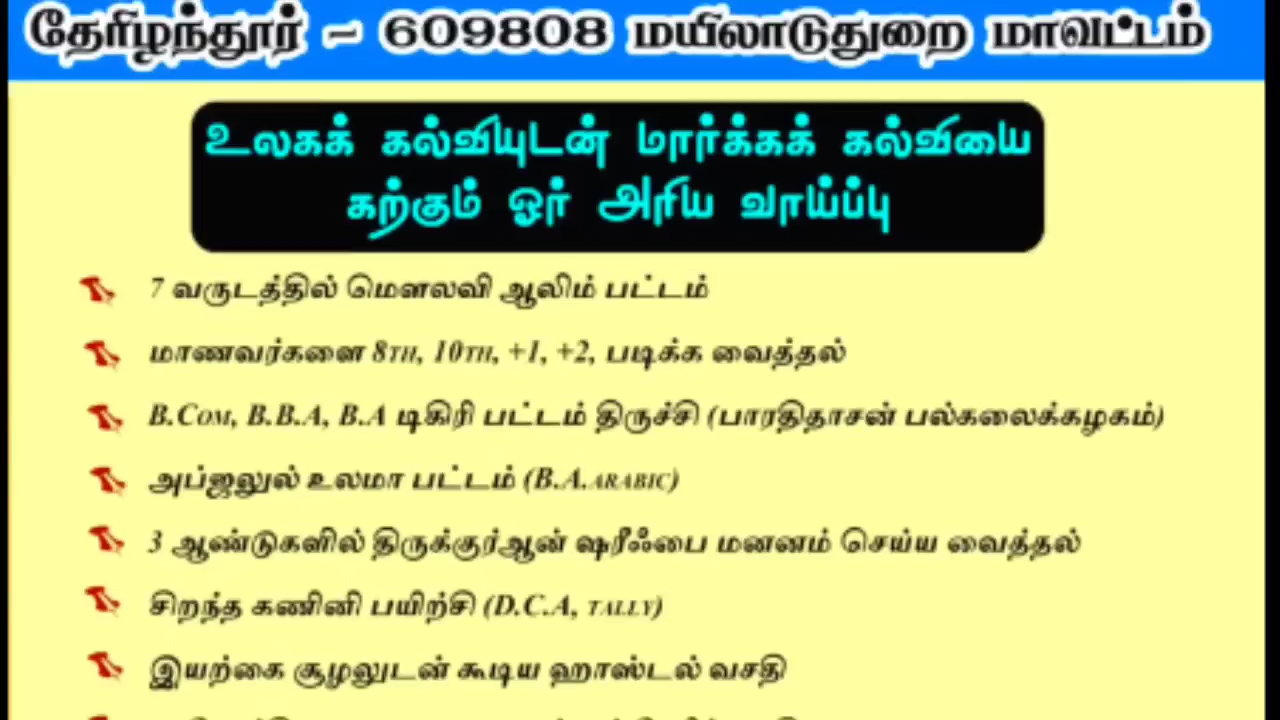 தேரிழந்தூர் – 609808 மயிலாடுதுறை மாவட்டம்
உலகக் கல்வியுடன் மார்க்கக் கல்வியை
கற்கும் ஓர் அரிய வாய்ப்பு
7 வருடத்தில் மௌலவி ஆலிம் பட்டம்
மாணவர்களை 8TH, 10TH, +1, +2, படிக்க வைத்தல்
B.COM, B.B.A, B.A டிகிரி பட்டம் திருச்சி (பாரதிதாசன் பல்கலைக்கழகம்)
அப்ஜலுல் உலமா பட்டம் (B.A.ARABIC)
3 ஆண்டுகளில் திருக்குர்ஆன் ஷரீஃபை மனனம் செய்ய வைத்தல்
சிறந்த கணினி பயிற்சி (D.C.A, TALLY)
இயற்கை சூழலுடன் கூடிய ஹாஸ்டல் வசதி